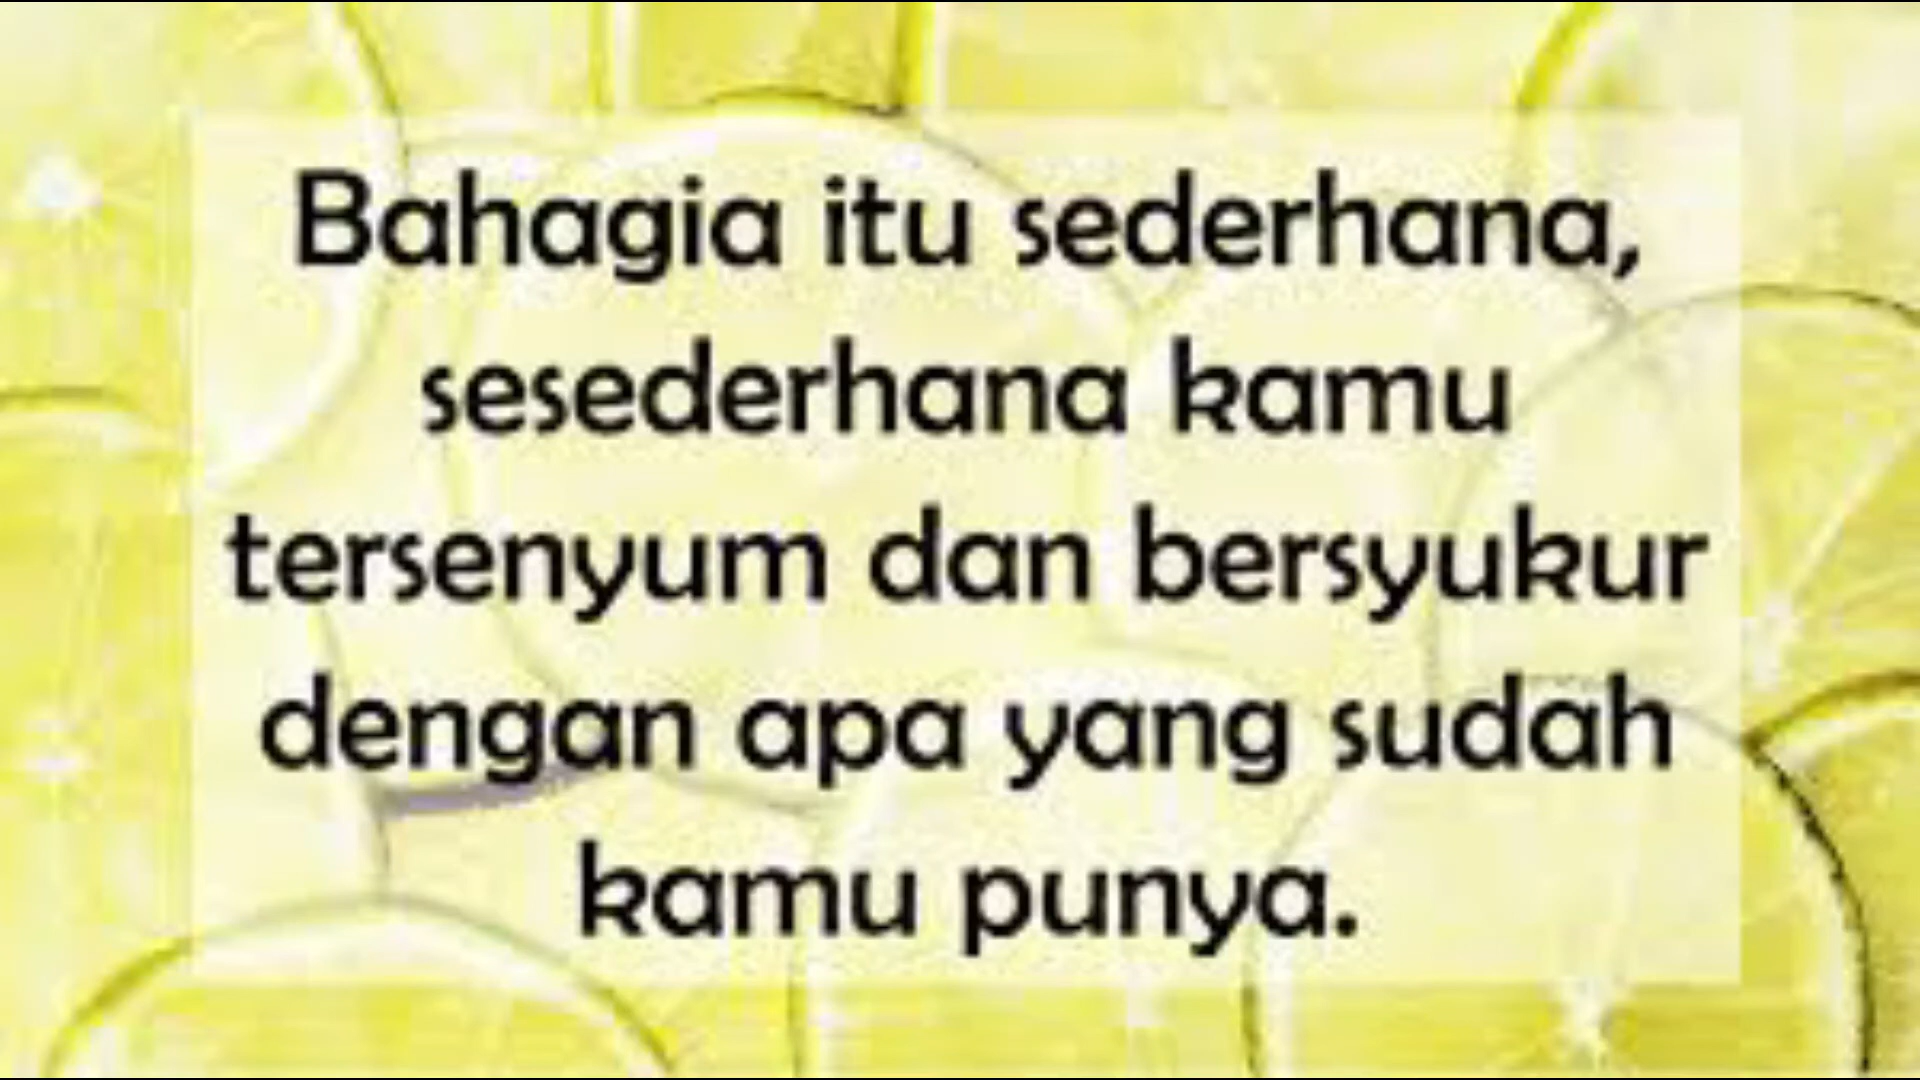 Bahagia itu sederhana,
sesederhana kamu
tersenyum dan bersyukur
dengan apa yang sudah
kamu punya.